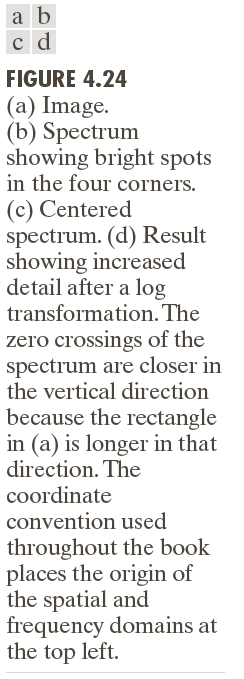 a b
c d
FIGURE 4.24
(a) Image.
(b) Spectrum
showing bright spots
in the four corners.
(c) Centered
spectrum. (d) Result
showing increased
detail after a log
transformation. The
zero crossings of the
spectrum are closer in
the vertical direction
because the rectangle
in (a) is longer in that
direction. The
coordinate
convention used
throughout the book
places the origin of
the spatial and
frequency domains at
the top left.